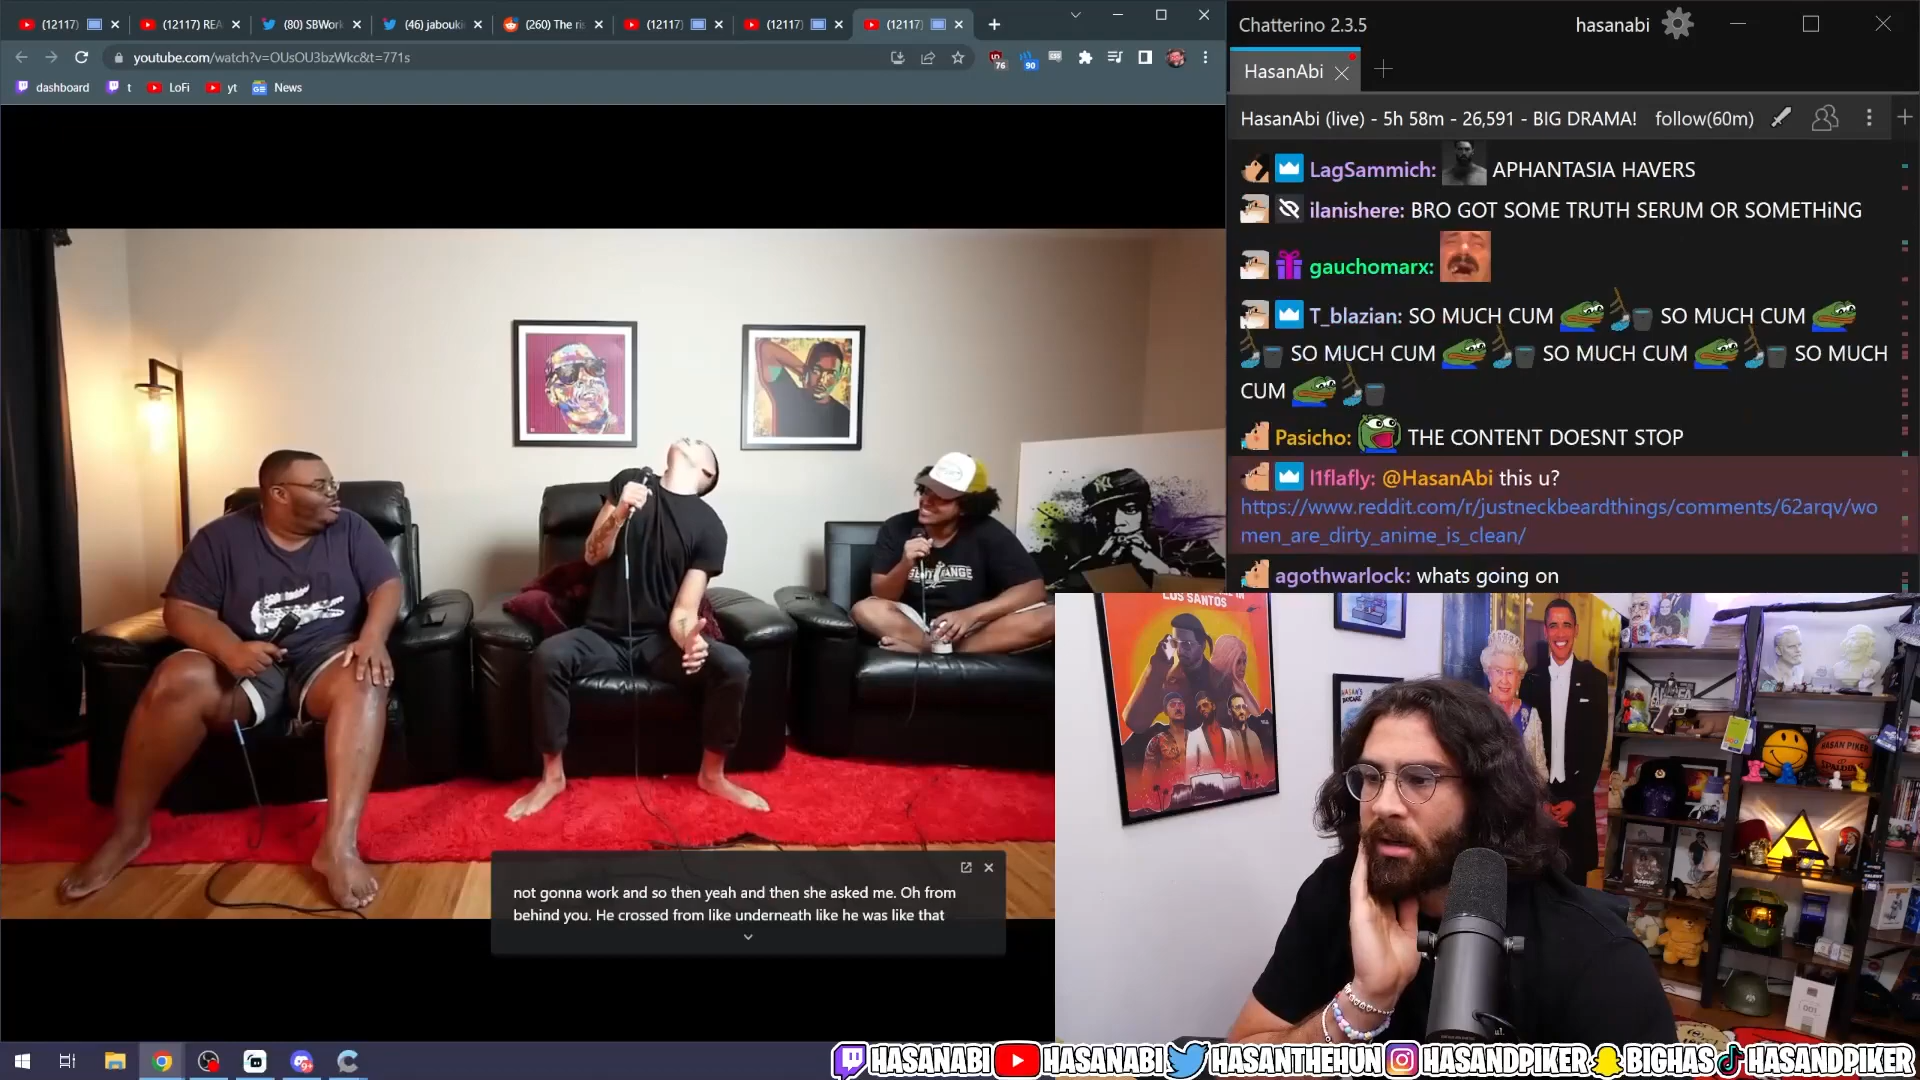 (12117)
(12117) REA
(80) SBWor
(46) jabouki
(260) The ri
(12117)
(12117)
(12117)
youtube.com/watch?v=OUsOU3bzWkc&t=771s
76
90
dashboard
t
LoFi
yt
News
not gonna work and so then yeah and then she asked me. Oh from
behind you. He crossed from like underneath like he was like that
Chatterino 2.3.5
hasanabi
HasanAbi
HasanAbi (live) - 5h 58m - 26,591 - BIG DRAMA!
follow(60m)
LagSammich: APHANTASIA HAVERS
ilanishere: BRO GOT SOME TRUTH SERUM OR SOMETHiNG
gauchomarx:
T_blazian: SO MUCH CUM SO MUCH CUM
SO MUCH CUM SO MUCH CUM SO MUCH
CUM
Pasicho: THE CONTENT DOESNT STOP
l1flafly: @HasanAbi this u?
https://www.reddit.com/r/justneckbeardthings/comments/62arqv/wo
men_are_dirty_anime_is_clean/
agothwarlock: whats going on
LOS SANTOS
HASAN PIKER
SPALDING
HASANABI
HASANABI
HASANTHEHUN
HASANDPIKER
BIGHAS
HASANDPIKER